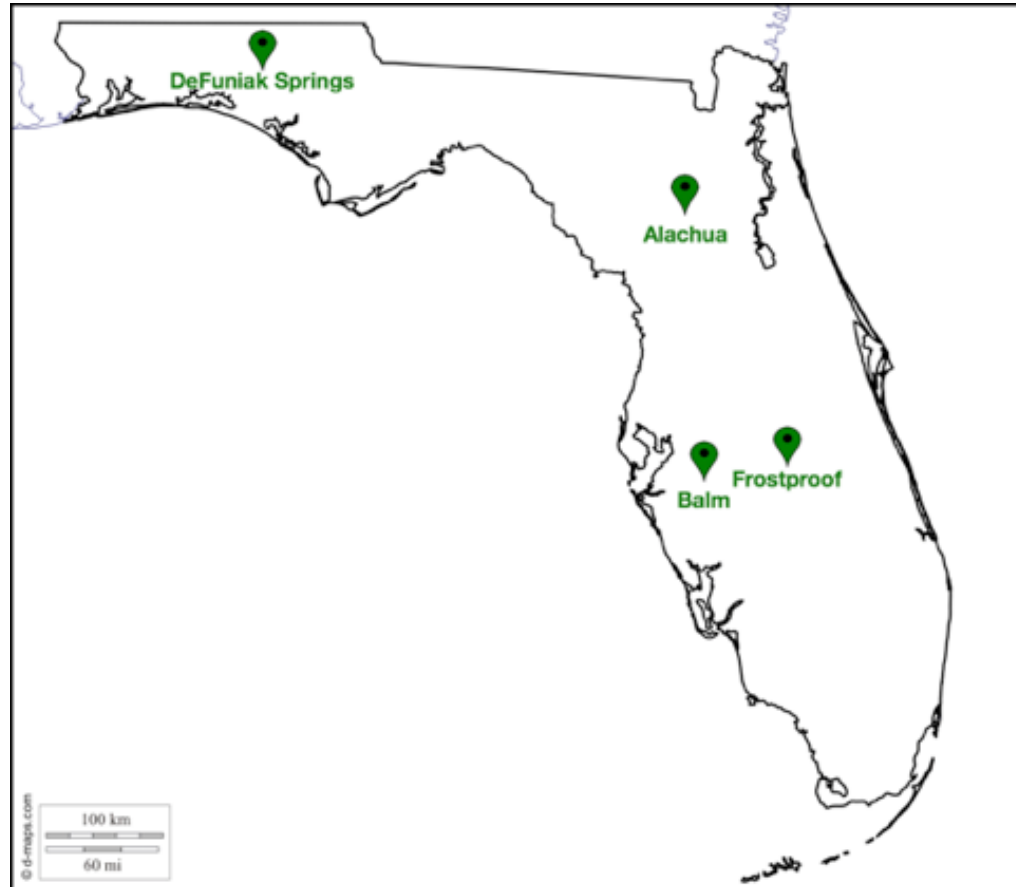 DeFuniak Springs
Alachua
Frostproof
Balm
100 km
60 mi
© d-maps.com